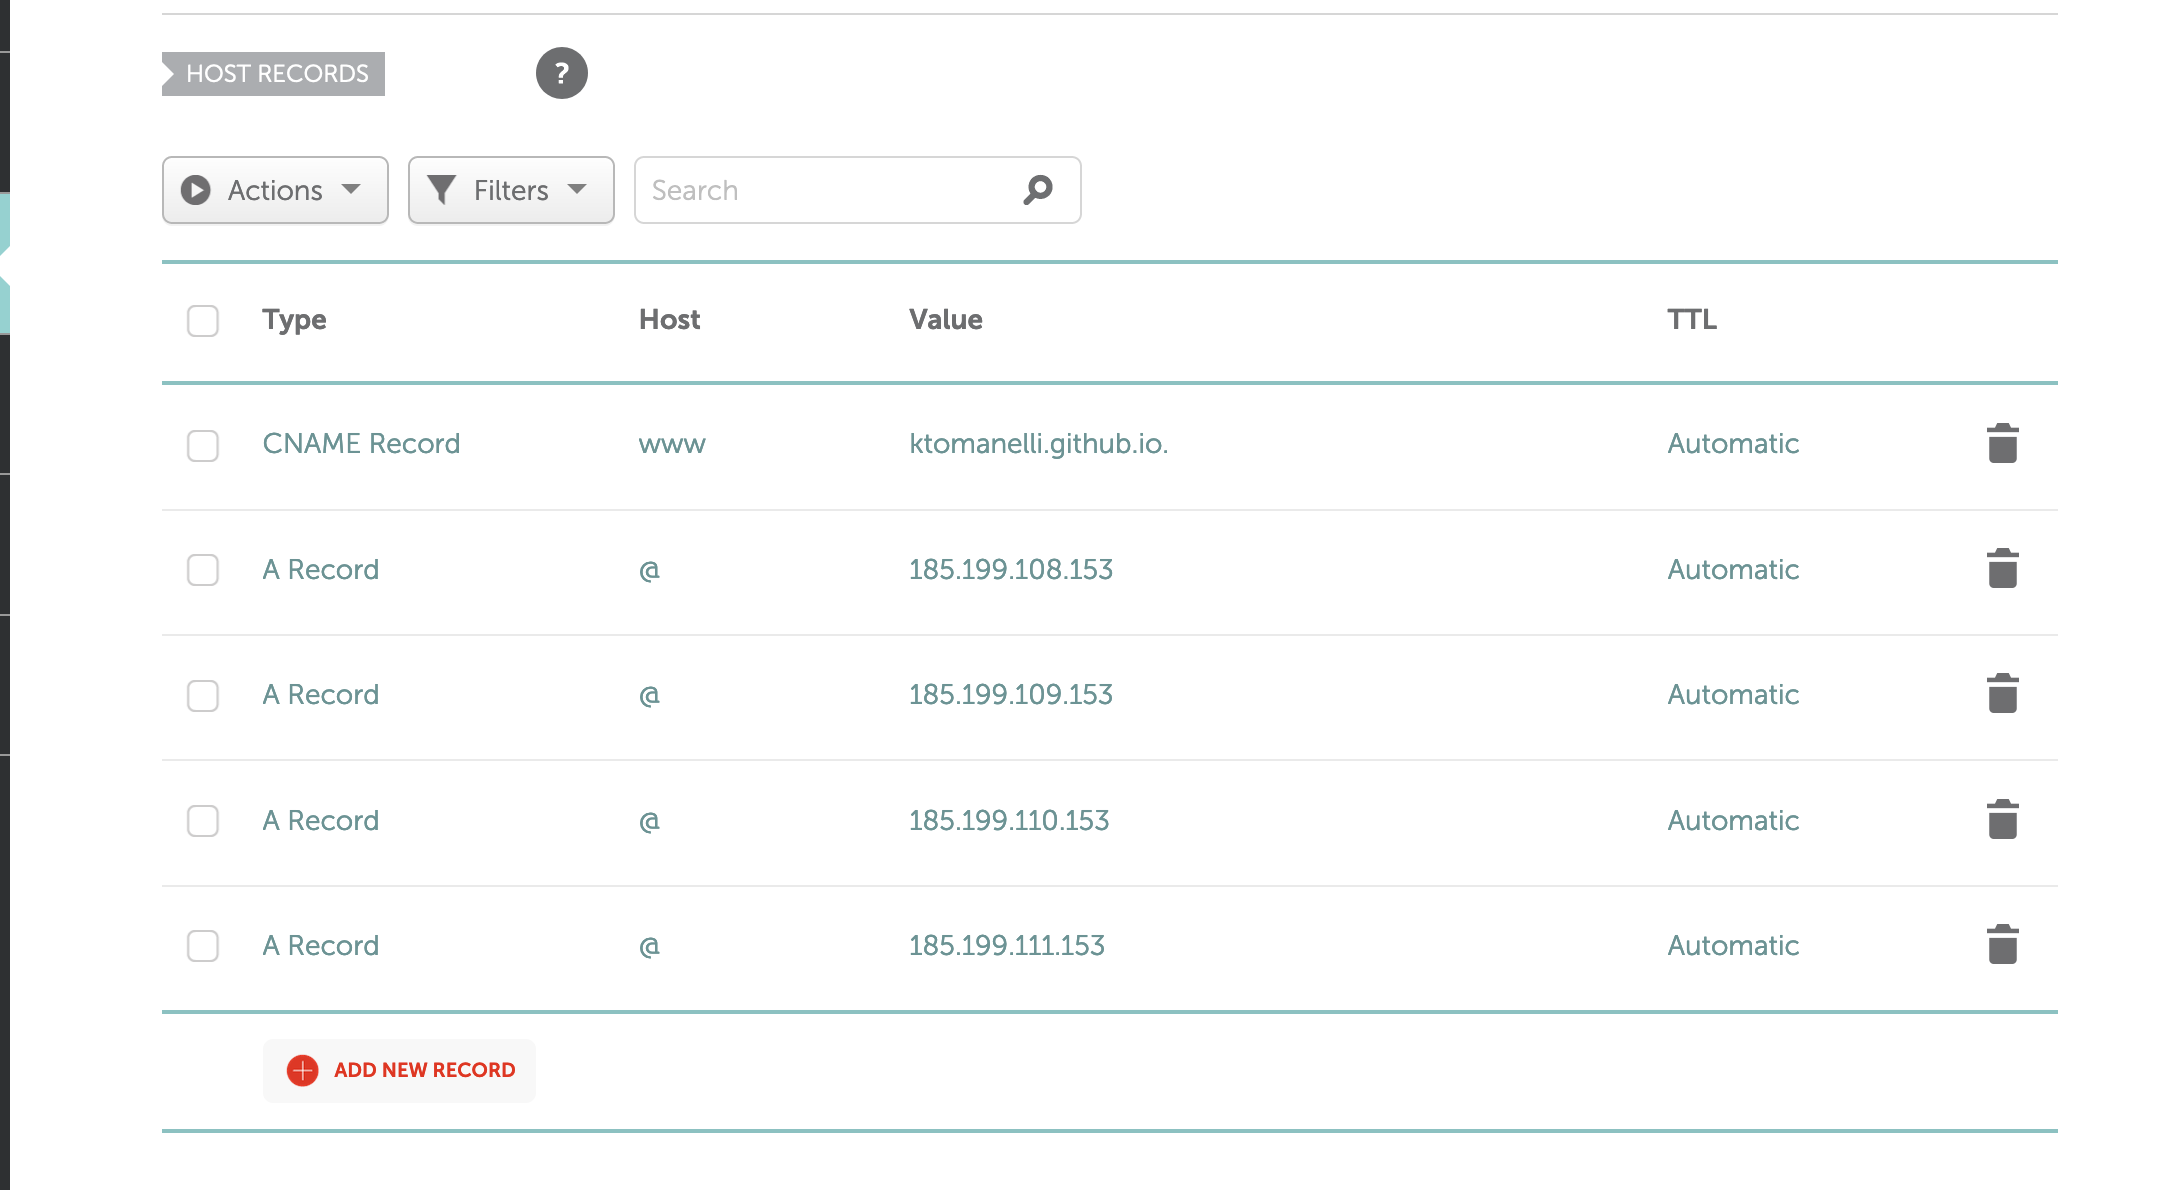 HOST RECORDS ?
Actions Filters Search
Type Host Value TTL
CNAME Record www ktomanelli.github.io. Automatic
A Record @ 185.199.108.153 Automatic
A Record @ 185.199.109.153 Automatic
A Record @ 185.199.110.153 Automatic
A Record @ 185.199.111.153 Automatic
ADD NEW RECORD